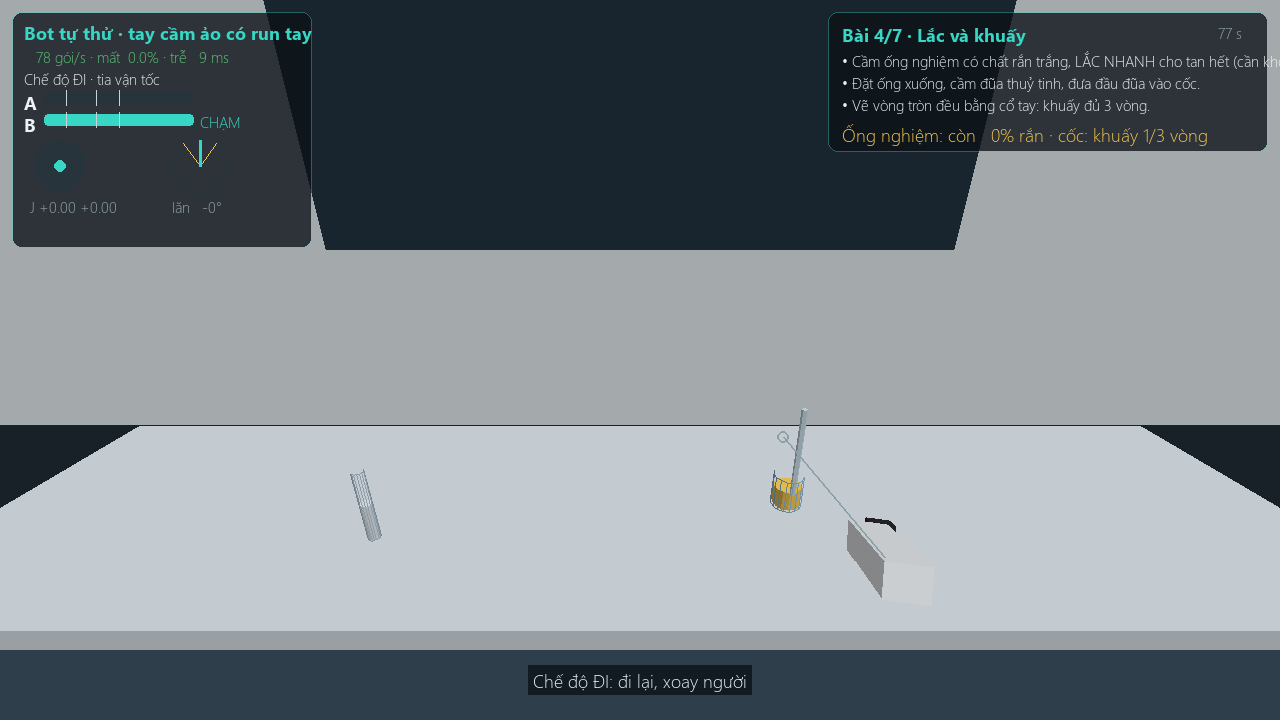 Bot tự thử · tay cầm ảo có run tay
78 gói/s · mất 0.0% · trễ 9 ms
Chế độ ĐI · tia vận tốc
A
B CHẠM
J +0.00 +0.00 lăn -0°
Bài 4/7 · Lắc và khuấy 77 s
• Cầm ống nghiệm có chất rắn trắng, LẮC NHANH cho tan hết (cần
• Đặt ống xuống, cầm đũa thuỷ tinh, đưa đầu đũa vào cốc.
• Vẽ vòng tròn đều bằng cổ tay: khuấy đủ 3 vòng.
Ống nghiệm: còn 0% rắn · cốc: khuấy 1/3 vòng
Chế độ ĐI: đi lại, xoay người